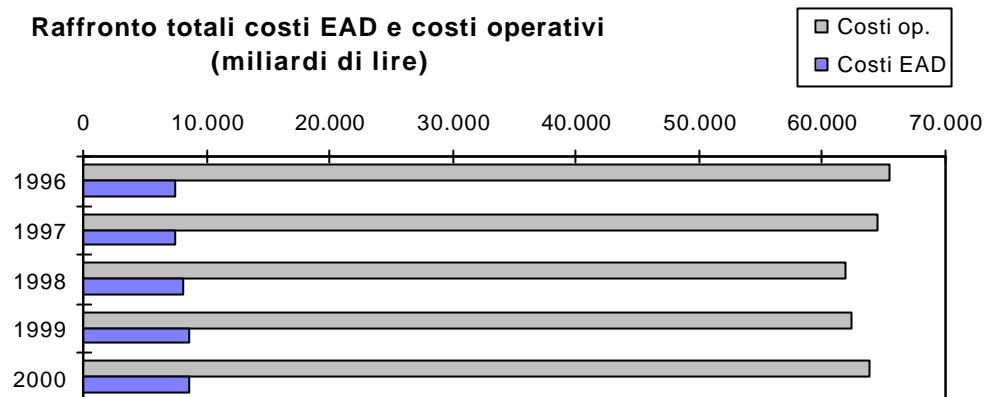 Raffronto totali costi EAD e costi operativi
(miliardi di lire)
Costi op.
Costi EAD
0 10.000 20.000 30.000 40.000 50.000 60.000 70.000
1996
1997
1998
1999
2000